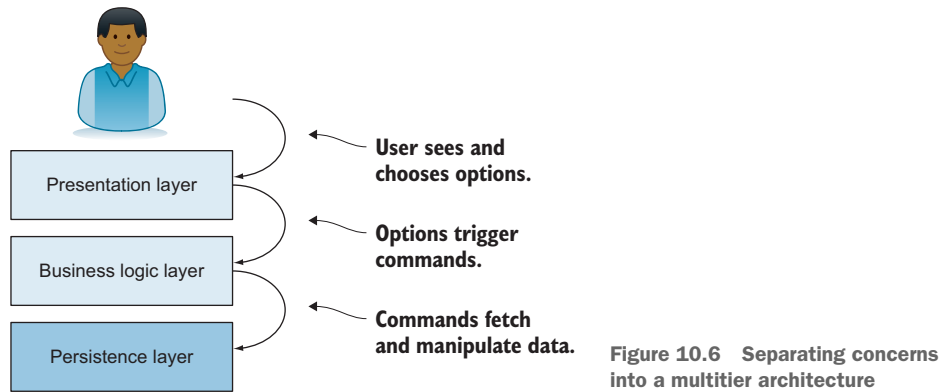 User sees and
chooses options.
Presentation layer
Options trigger
commands.
Business logic layer
Commands fetch
and manipulate data.
Persistence layer
Figure 10.6 Separating concerns
into a multitier architecture